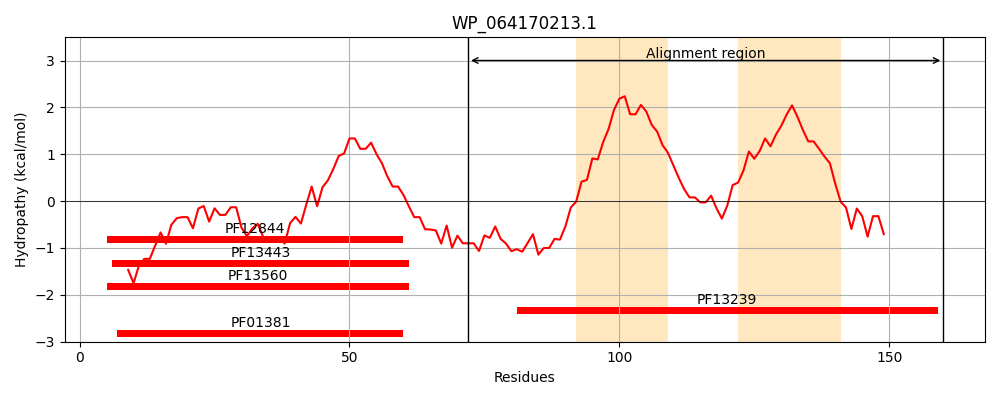 WP_064170213.1
Alignment region
3
2
1
0
−1
−2
−3
Hydropathy (kcal/mol)
PF12844
PF13443
PF13560
PF13239
PF01381
0
50
100
150
Residues